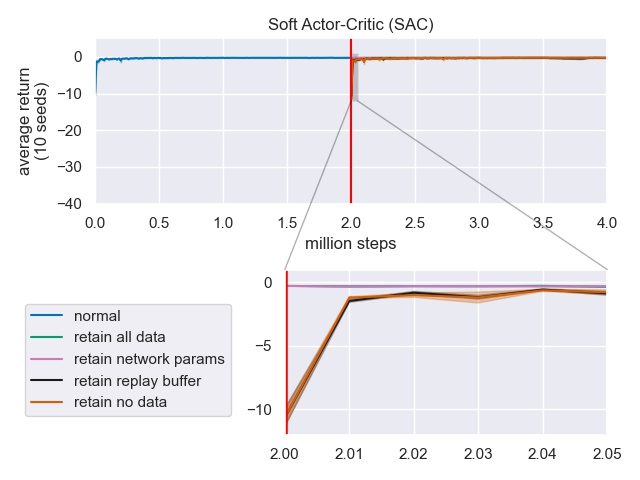 Soft Actor-Critic (SAC)
average return
(10 seeds)
0
−10
−20
−30
−40
0.0 0.5 1.0 1.5 2.0 2.5 3.0 3.5 4.0
million steps
0
−5
−10
2.00 2.01 2.02 2.03 2.04 2.05
normal
retain all data
retain network params
retain replay buffer
retain no data